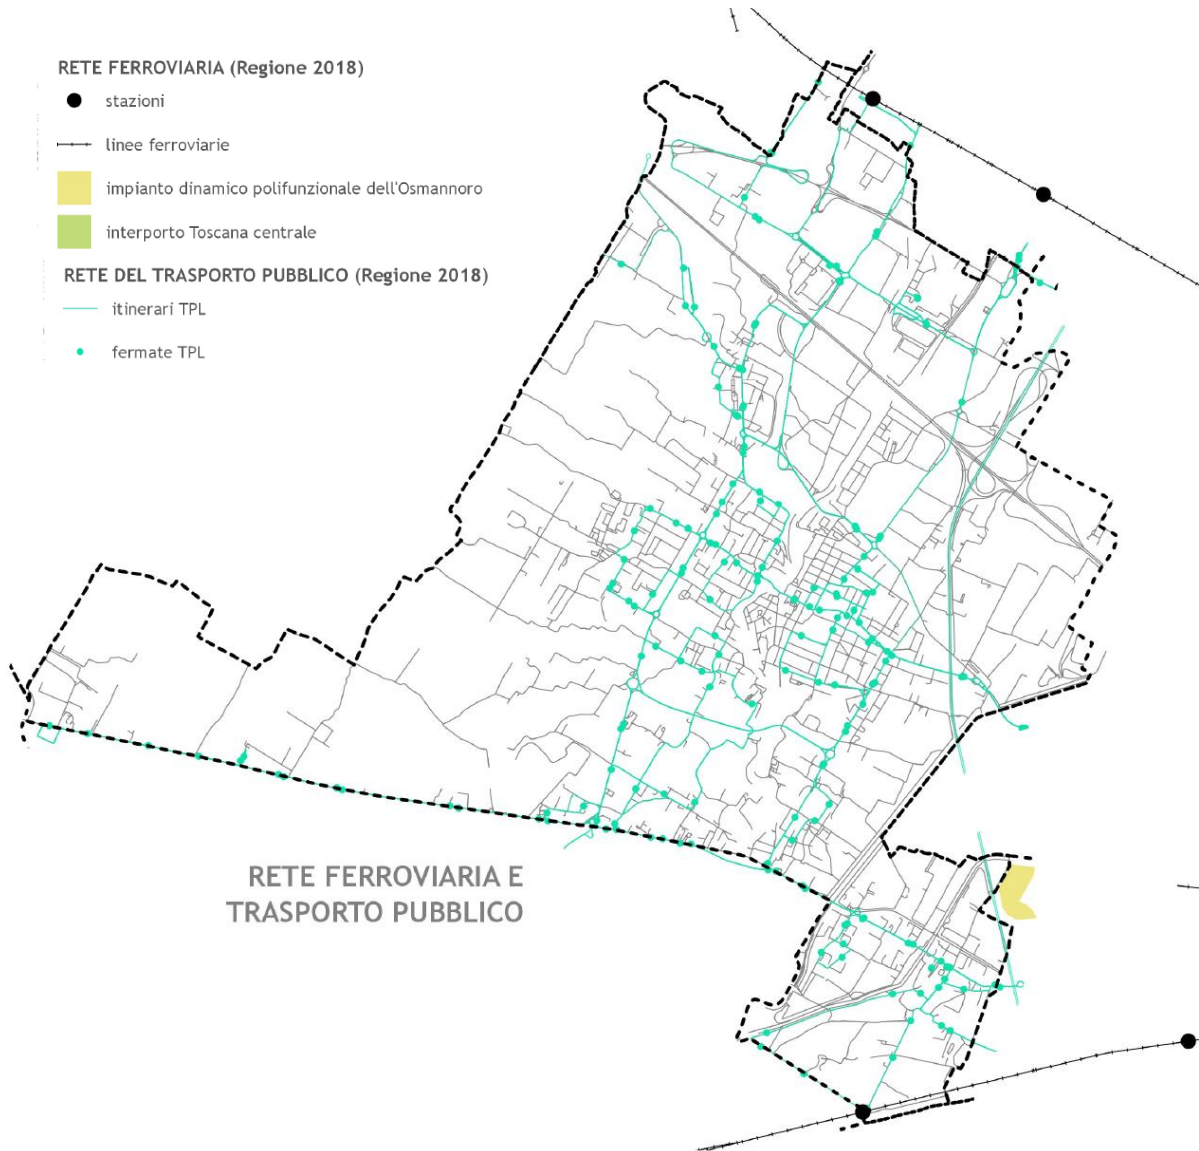 RETE FERROVIARIA (Regione 2018)
stazioni
linee ferroviarie
impianto dinamico polifunzionale dell'Osmannoro
interporto Toscana centrale
RETE DEL TRASPORTO PUBBLICO (Regione 2018)
itinerari TPL
fermate TPL
RETE FERROVIARIA E
TRASPORTO PUBBLICO